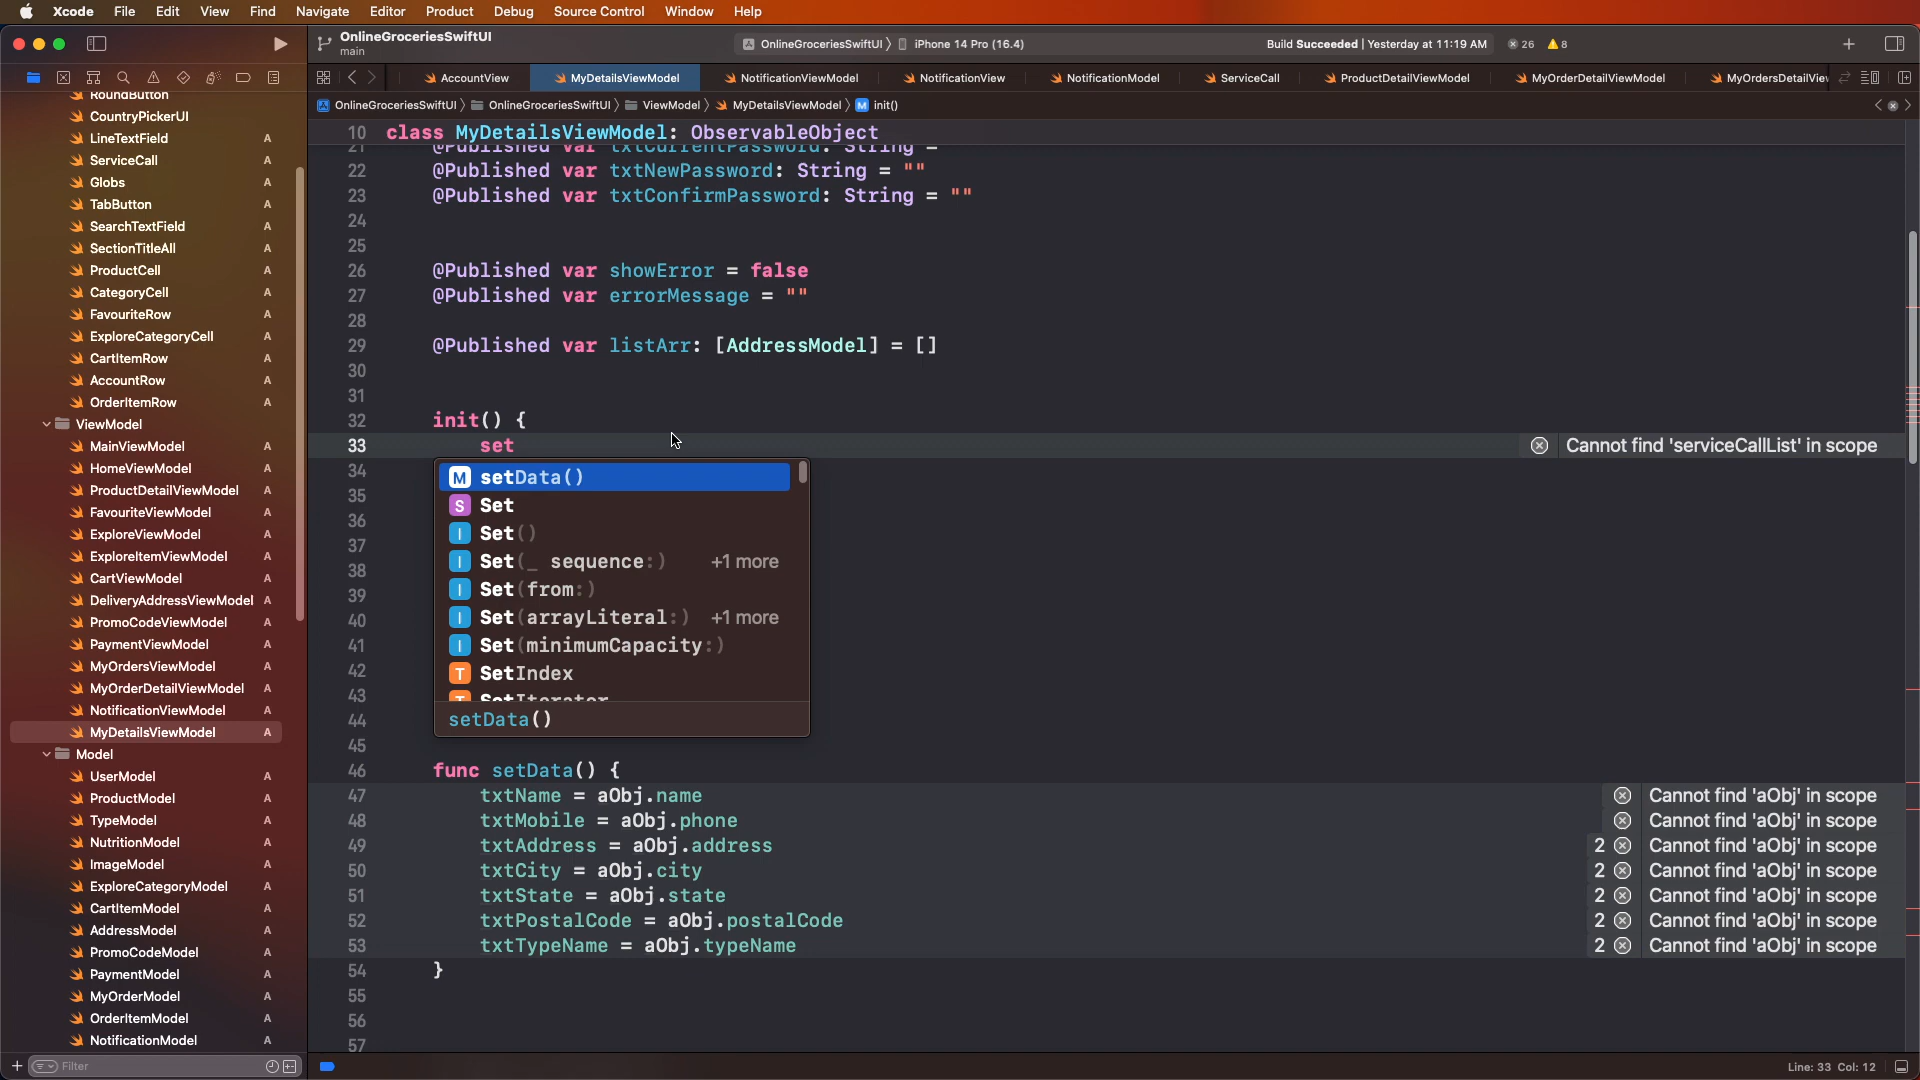 Xcode File Edit View Find Navigate Editor Product Debug Source Control Window Help
OnlineGroceriesSwiftUI
main
OnlineGroceriesSwiftUI iPhone 14 Pro (16.4)
Build Succeeded | Yesterday at 11:19 AM 26 8
AccountView MyDetailsViewModel NotificationViewModel NotificationView NotificationModel ServiceCall ProductDetailViewModel MyOrderDetailViewModel MyOrdersDetailView
OnlineGroceriesSwiftUI OnlineGroceriesSwiftUI ViewModel MyDetailsViewModel M init()
RoundButton
CountryPickerUI
LineTextField A
ServiceCall A
Globs A
TabButton A
SearchTextField A
SectionTitleAll A
ProductCell A
CategoryCell A
FavouriteRow A
ExploreCategoryCell A
CartItemRow A
AccountRow A
OrderItemRow A
ViewModel
MainViewModel A
HomeViewModel A
ProductDetailViewModel A
FavouriteViewModel A
ExploreViewModel A
ExploreItemViewModel A
CartViewModel A
DeliveryAddressViewModel A
PromoCodeViewModel A
PaymentViewModel A
MyOrdersViewModel A
MyOrderDetailViewModel A
NotificationViewModel A
MyDetailsViewModel A
Model
UserModel A
ProductModel A
TypeModel A
NutritionModel A
ImageModel A
ExploreCategoryModel A
CartItemModel A
AddressModel A
PromoCodeModel A
PaymentModel A
MyOrderModel A
OrderItemModel A
NotificationModel A
Filter
10 class MyDetailsViewModel: ObservableObject
21 @Published var txtCurrentPassword: String =
22 @Published var txtNewPassword: String = ""
23 @Published var txtConfirmPassword: String = ""
24
25
26 @Published var showError = false
27 @Published var errorMessage = ""
28
29 @Published var listArr: [AddressModel] = []
30
31
32 init() {
33 set Cannot find 'serviceCallList' in scope
34 M setData()
35 S Set
36 I Set()
37 I Set(_ sequence:) +1 more
38 I Set(from:)
39
40 I Set(arrayLiteral:) +1 more
41 I Set(minimumCapacity:)
42 T SetIndex
43 T SetIterator
44 setData()
45
46 func setData() {
47 txtName = aObj.name Cannot find 'aObj' in scope
48 txtMobile = aObj.phone Cannot find 'aObj' in scope
49 txtAddress = aObj.address 2 Cannot find 'aObj' in scope
50 txtCity = aObj.city 2 Cannot find 'aObj' in scope
51 txtState = aObj.state 2 Cannot find 'aObj' in scope
52 txtPostalCode = aObj.postalCode 2 Cannot find 'aObj' in scope
53 txtTypeName = aObj.typeName 2 Cannot find 'aObj' in scope
54 }
55
56
57
Line: 33 Col: 12